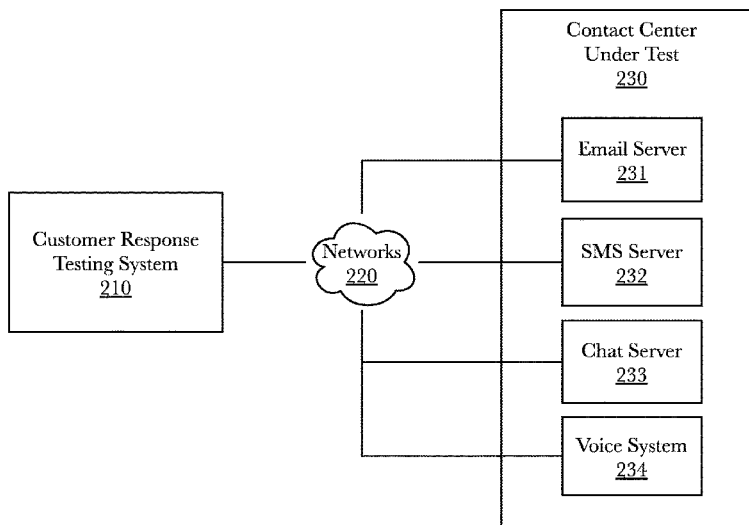 Contact Center
Under Test
230
Email Server
231
Customer Response
Testing System
210
Networks
220
SMS Server
232
Chat Server
233
Voice System
234